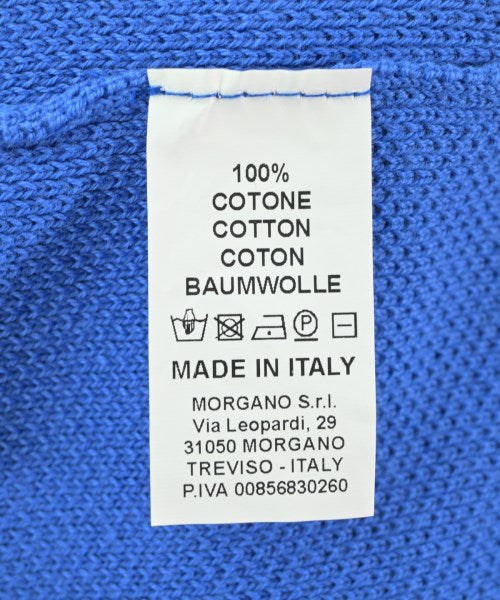 100%
COTONE
COTTON
COTON
BAUMWOLLE
P
MADE IN ITALY
MORGANO S.r.l.
Via Leopardi, 29
31050 MORGANO
TREVISO - ITALY
P.IVA 00856830260